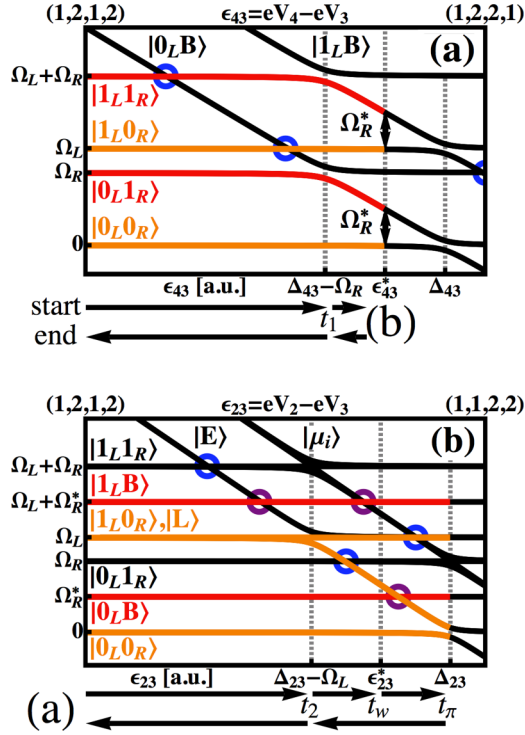 (1,2,1,2) ϵ43=eV4−eV3 (1,2,2,1)
|0LB⟩ |1LB⟩ (a)
ΩL+ΩR
|1L1R⟩
|1L0R⟩ Ω*R
ΩL
ΩR
|0L1R⟩
|0L0R⟩ Ω*R
0
ϵ43 [a.u.] Δ43−ΩR ϵ*43 Δ43
start
end t1 (b)
(1,2,1,2) ϵ23=eV2−eV3 (1,1,2,2)
|1L1R⟩ |E⟩ |μi⟩ (b)
ΩL+ΩR
|1LB⟩
ΩL+Ω*R
|1L0R⟩,|L⟩
ΩL
ΩR
|0L1R⟩
Ω*R
|0LB⟩
0
|0L0R⟩
ϵ23 [a.u.] Δ23−ΩL ϵ*23 Δ23
(a) t2 tw tπ